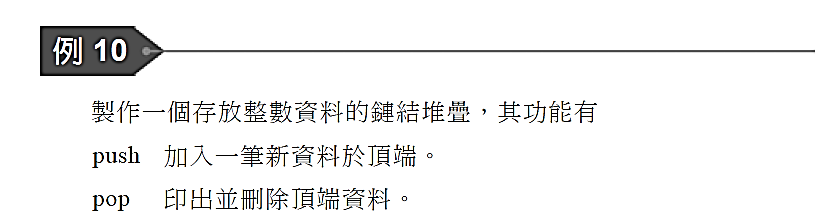 例 10
製作一個存放整數資料的鏈結堆疊，其功能有
push 加入一筆新資料於頂端。
pop 印出並刪除頂端資料。